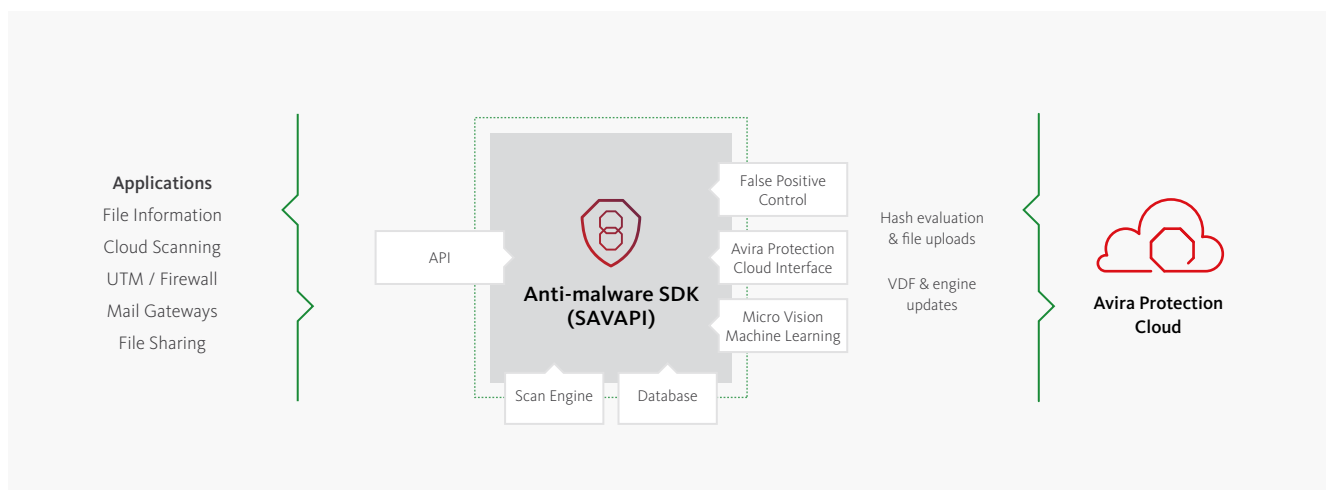 Applications
File Information
Cloud Scanning
UTM / Firewall
Mail Gateways
File Sharing
API
Anti-malware SDK
(SAVAPI)
Scan Engine
Database
False Positive
Control
Avira Protection
Cloud Interface
Micro Vision
Machine Learning
Hash evaluation
& file uploads
VDF & engine
updates
Avira Protection
Cloud